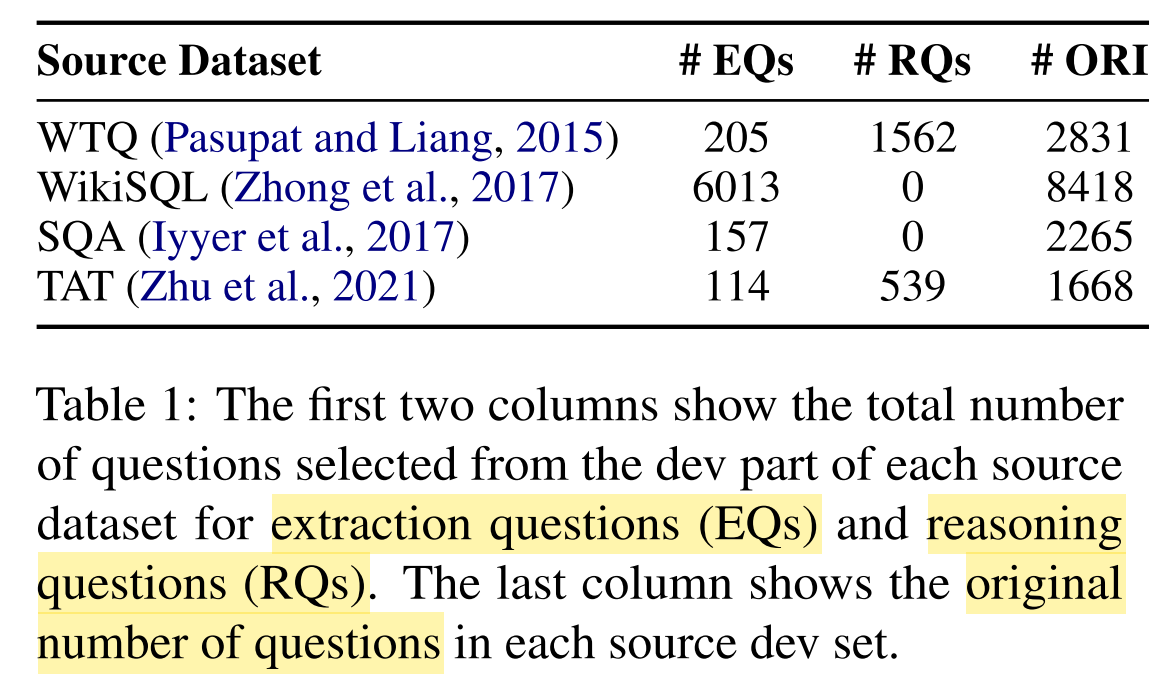 Source Dataset # EQs # RQs # ORI
WTQ (Pasupat and Liang, 2015) 205 1562 2831
WikiSQL (Zhong et al., 2017) 6013 0 8418
SQA (Iyyer et al., 2017) 157 0 2265
TAT (Zhu et al., 2021) 114 539 1668
Table 1: The first two columns show the total number
of questions selected from the dev part of each source
dataset for extraction questions (EQs) and reasoning
questions (RQs). The last column shows the original
number of questions in each source dev set.